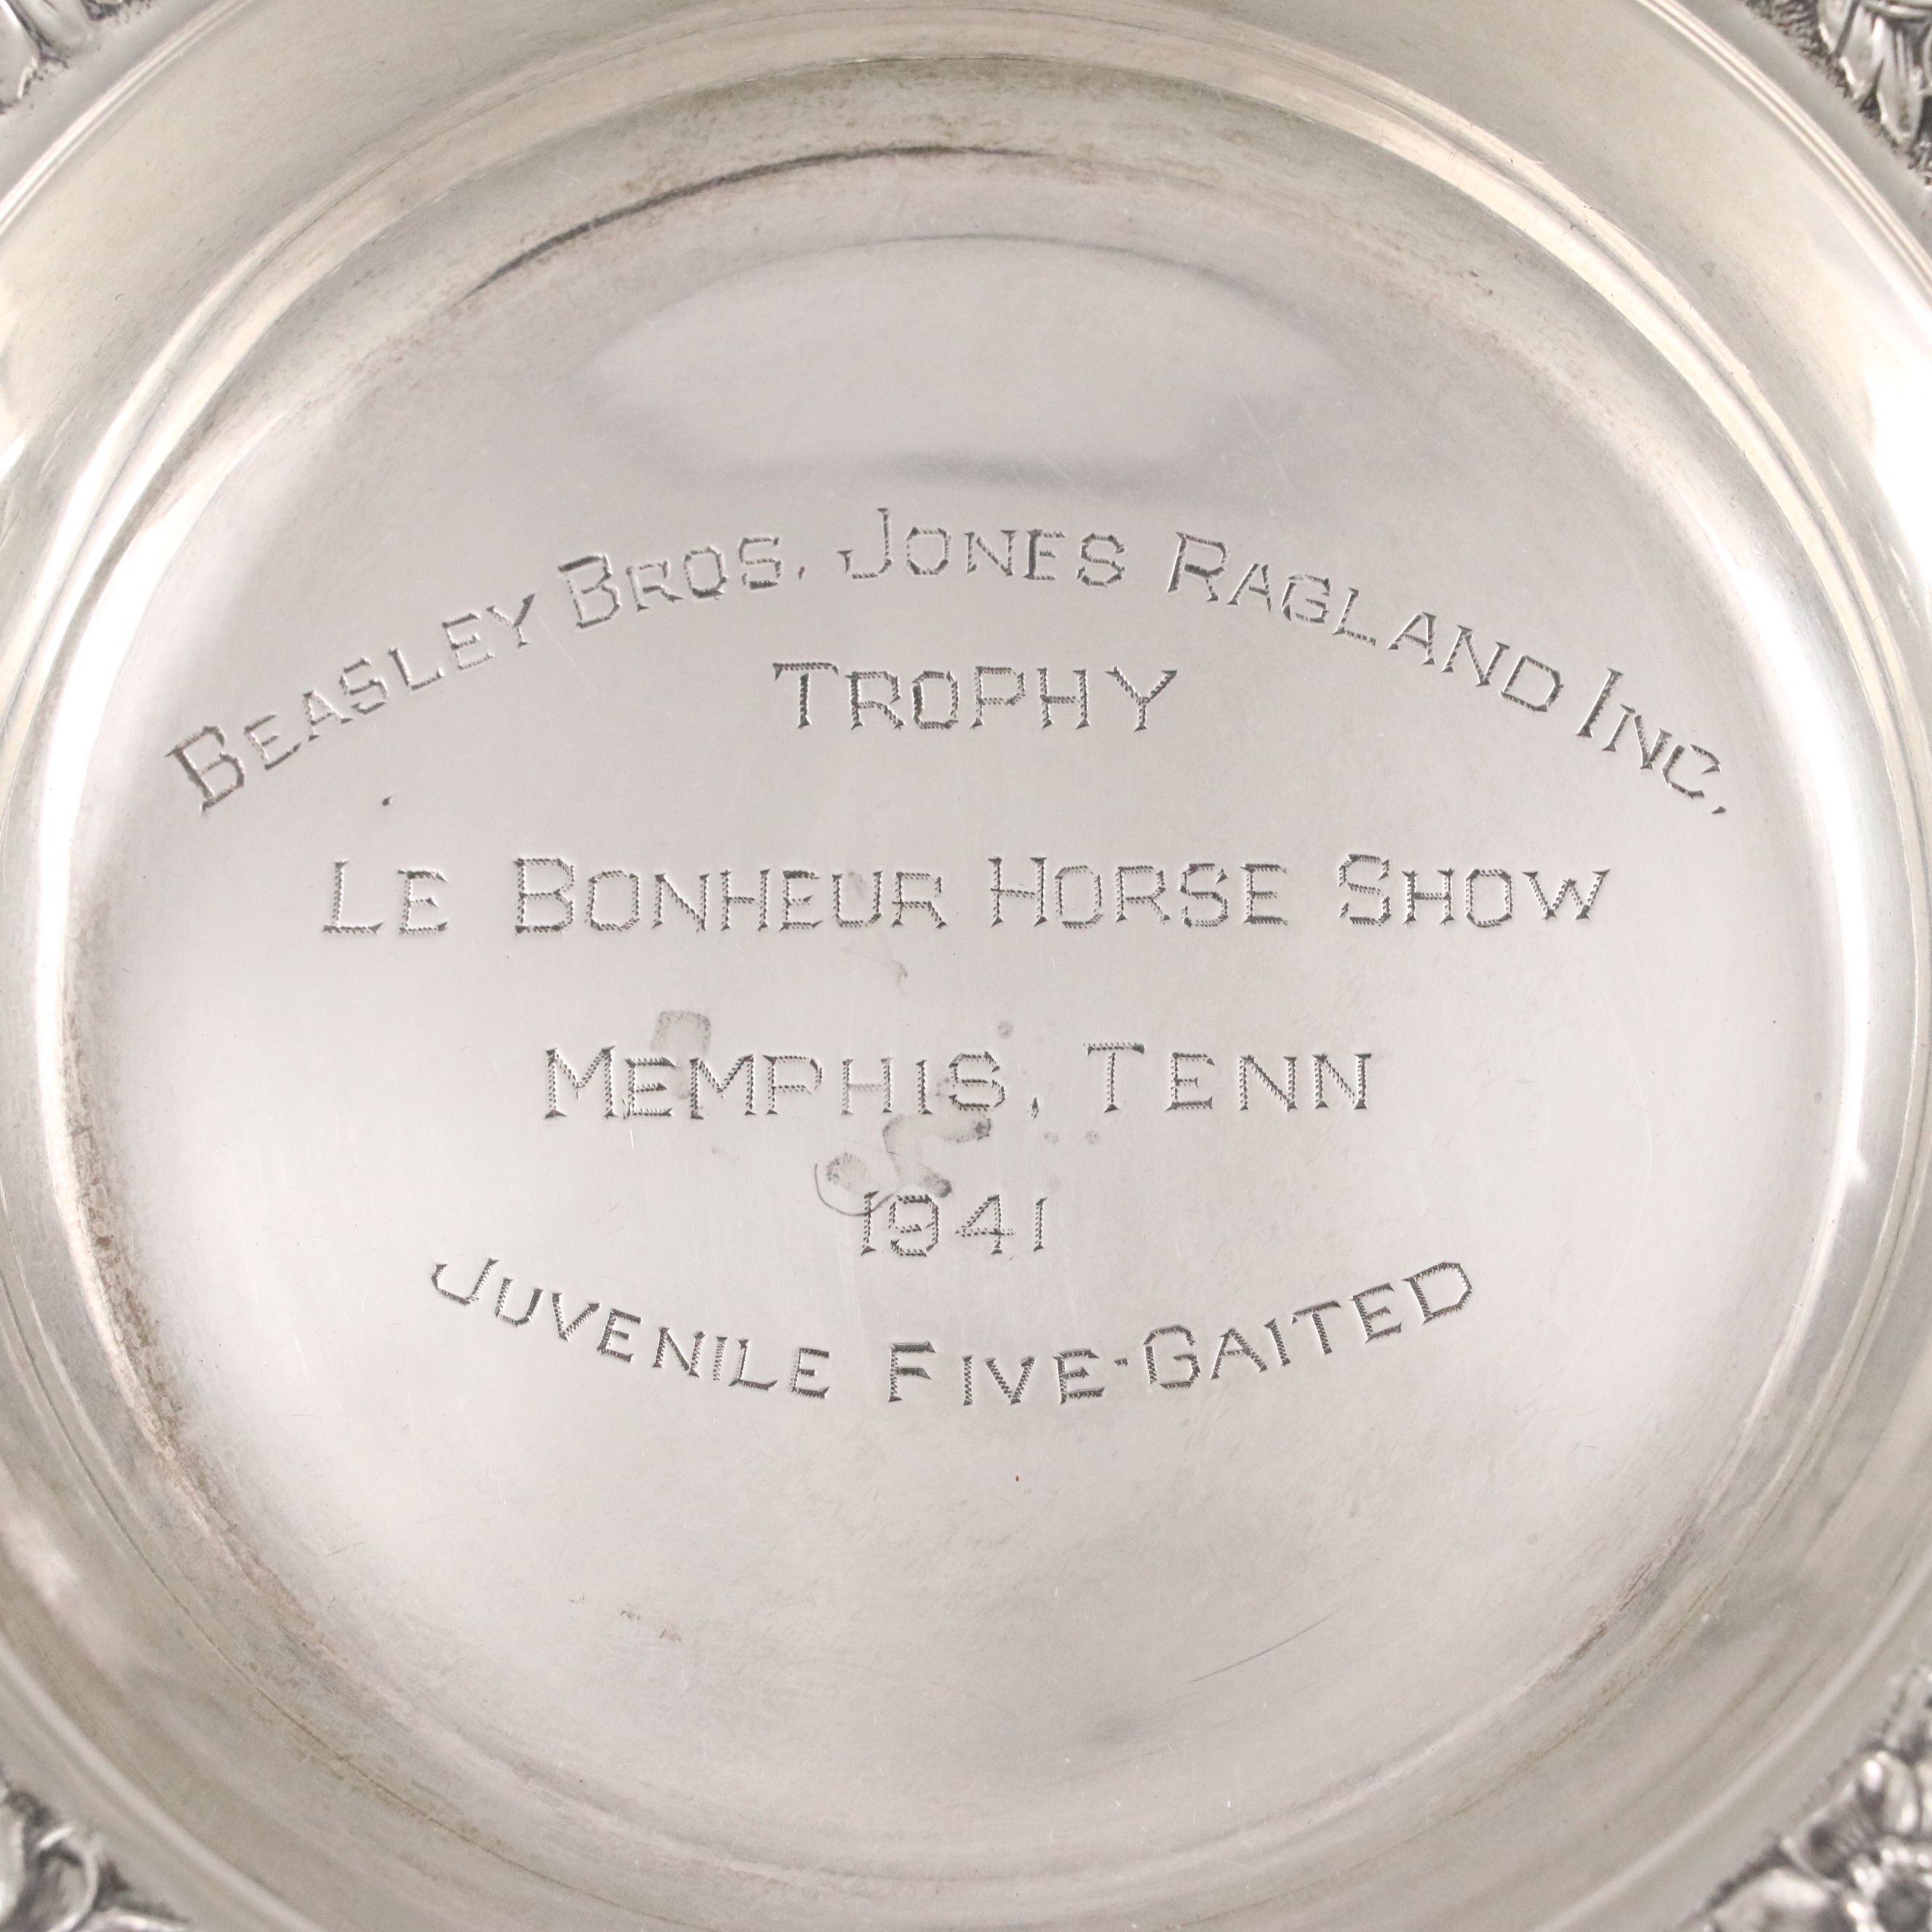 BEASLEY BROS. JONES RAGLAND INC.
TROPHY
LE BONHEUR HORSE SHOW
MEMPHIS, TENN
1941
JUVENILE FIVE-GAITED